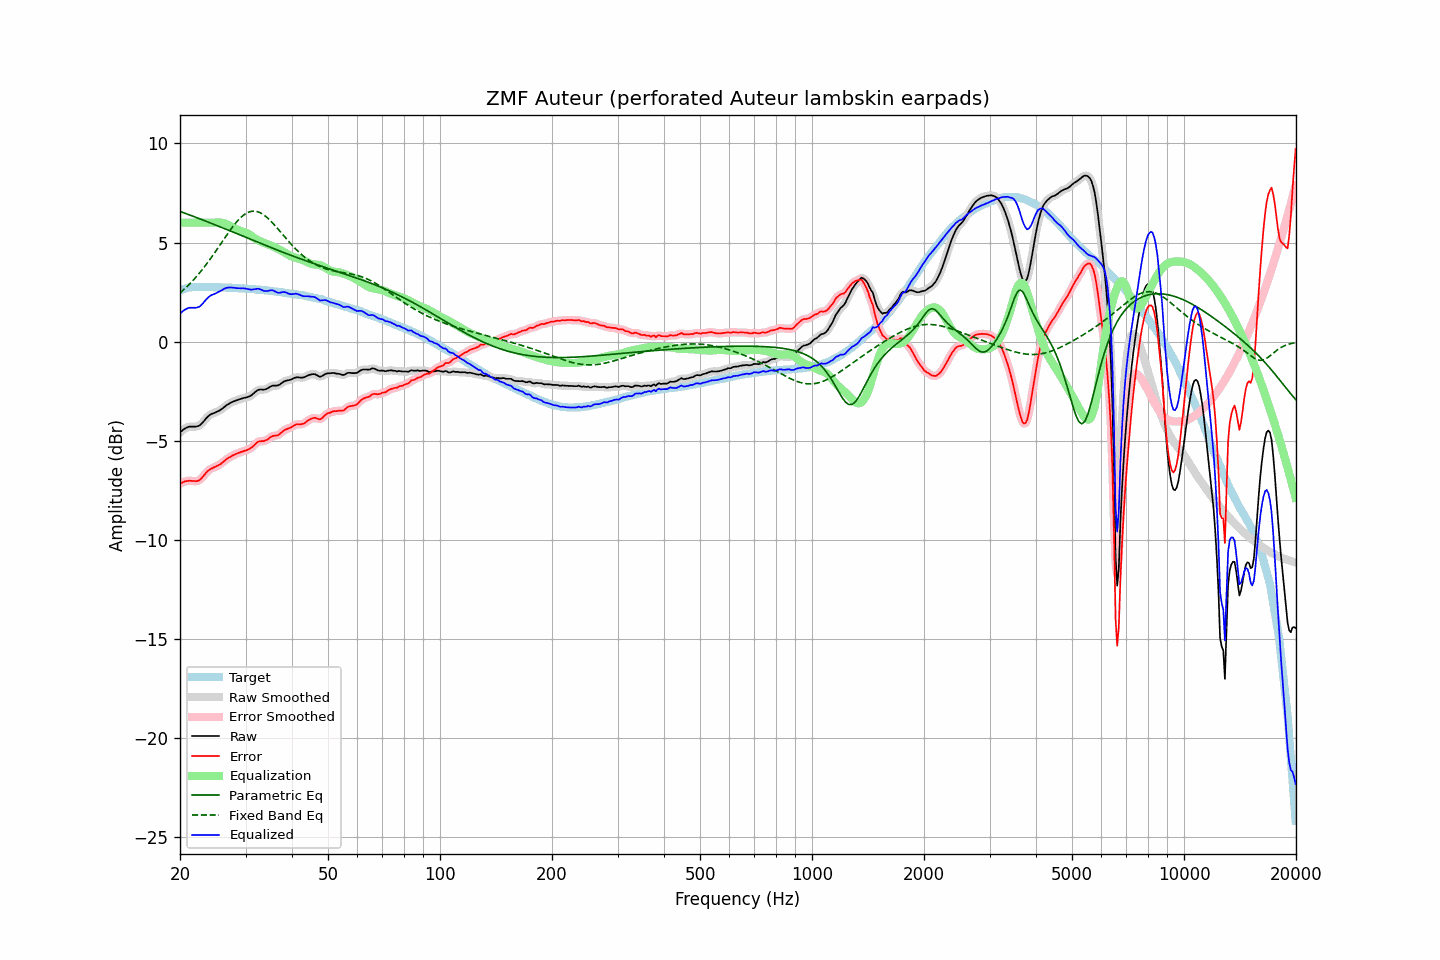 ZMF Auteur (perforated Auteur lambskin earpads)
10
5
0
−5
−10
−15
−20
−25
Amplitude (dBr)
Target
Raw Smoothed
Error Smoothed
Raw
Error
Equalization
Parametric Eq
Fixed Band Eq
Equalized
20
50
100
200
500
1000
2000
5000
10000
20000
Frequency (Hz)